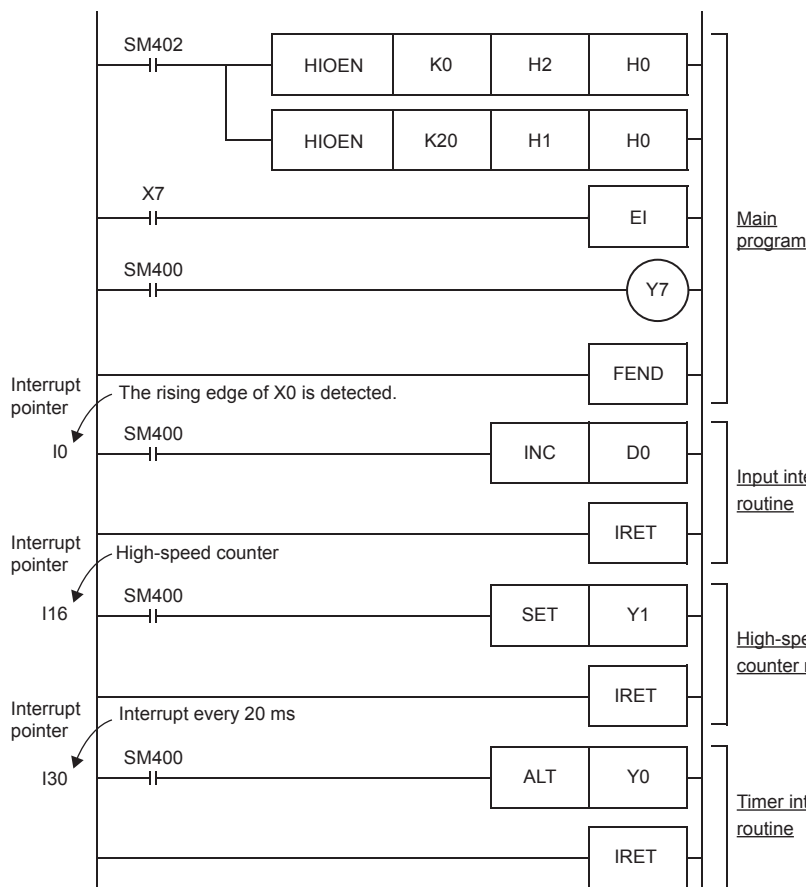 SM402
HIOEN K0 H2 H0
HIOEN K20 H1 H0
X7
EI
Main
program
SM400
Y7
FEND
Interrupt
pointer
The rising edge of X0 is detected.
I0
SM400
INC D0
Input inte
routine
IRET
Interrupt
pointer
High-speed counter
I16
SM400
SET Y1
High-spe
counter
IRET
Interrupt
pointer
Interrupt every 20 ms
I30
SM400
ALT Y0
Timer int
routine
IRET